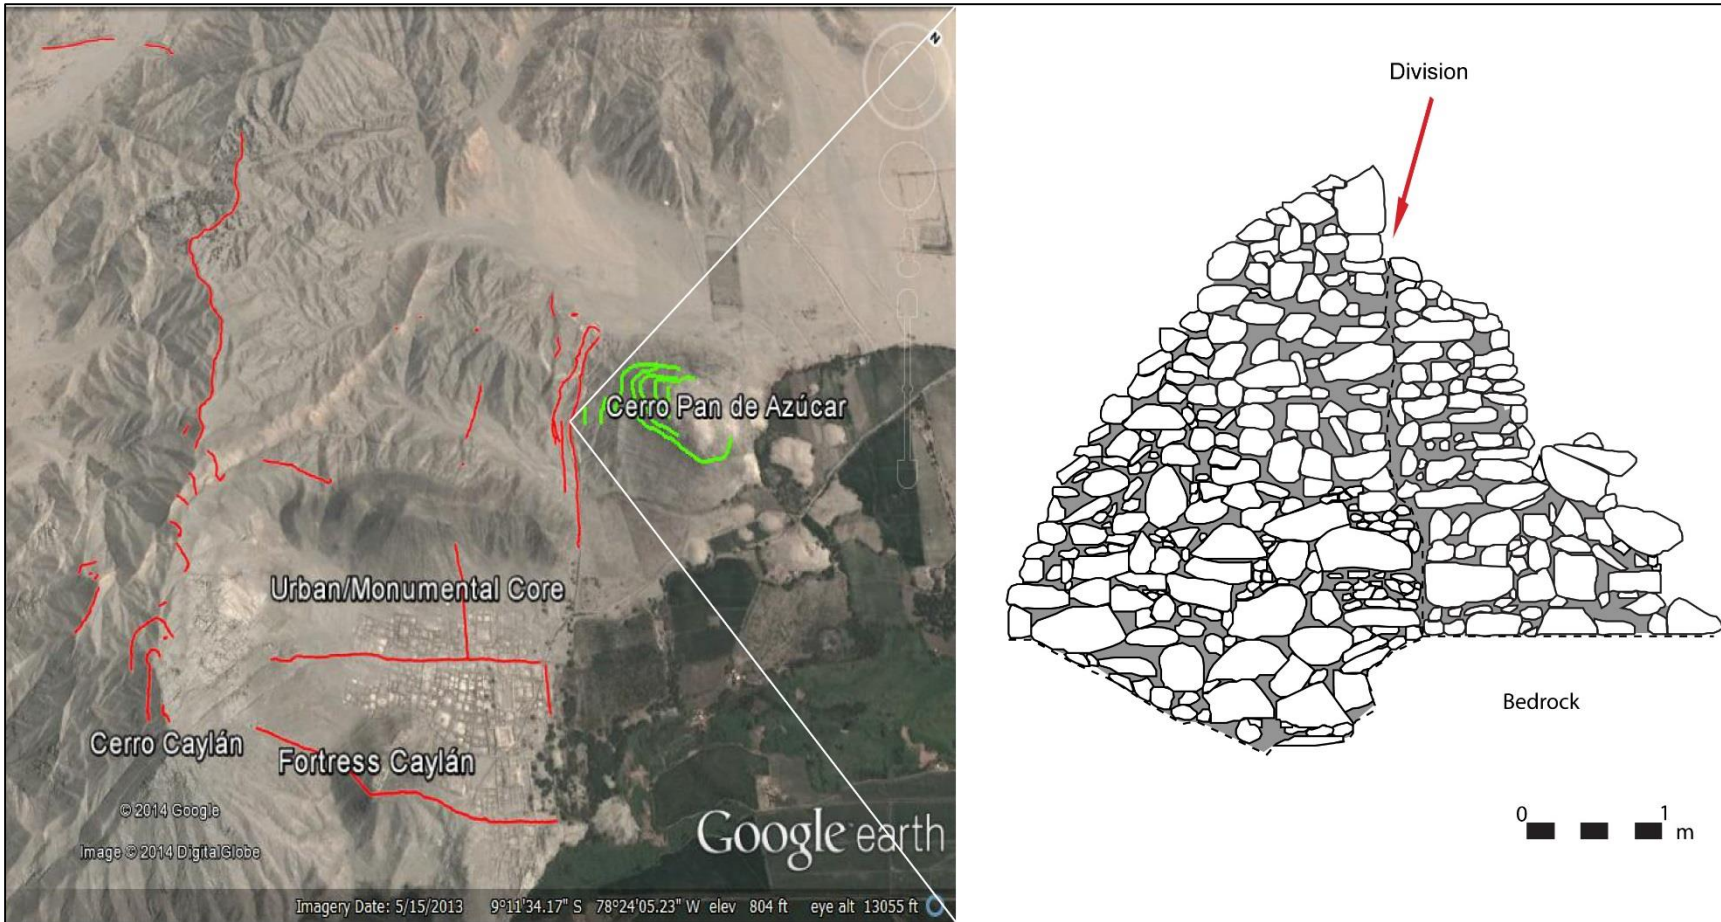 N
Cerro Pan de Azúcar
Urban/Monumental Core
Cerro Caylán
Fortress Caylán
© 2014 Google
Image © 2014 DigitalGlobe
Google earth
Imagery Date: 5/15/2013 9°11'34.17" S 78°24'05.23" W elev 804 ft eye alt 13055 ft
Division
Bedrock
0 1
m